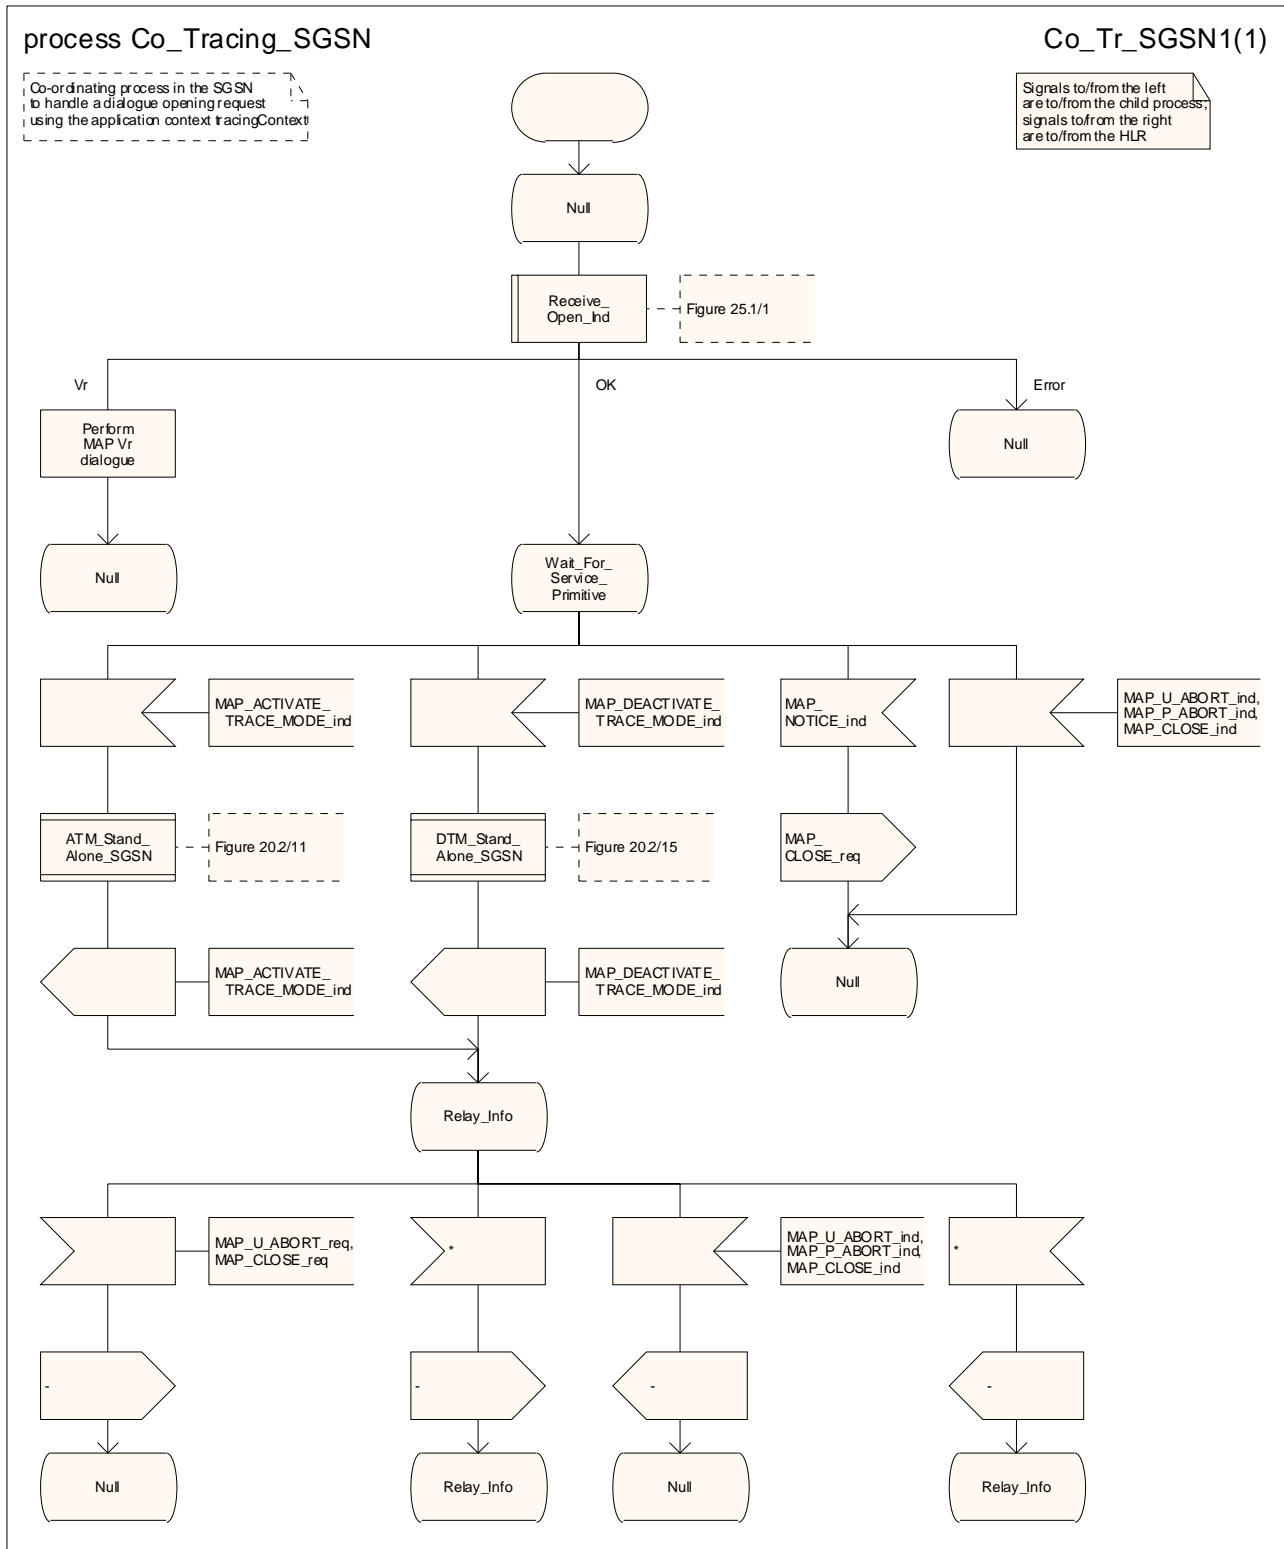 process Co_Tracing_SGSN
Co_Tr_SGSN1(1)
Co-ordinating process in the SGSN
to handle a dialogue opening request
using the application context tracingContext
Signals to/from the left
are to/from the child process;
signals to/from the right
are to/from the HLR
Null
Receive_
Open_Ind
Figure 25.1/1
Vr
OK
Error
Perform
MAP Vr
dialogue
Null
Null
Wait_For_
Service_
Primitive
MAP_ACTIVATE_
TRACE_MODE_ind
MAP_DEACTIVATE_
TRACE_MODE_ind
MAP_
NOTICE_ind
MAP_U_ABORT_ind,
MAP_P_ABORT_ind,
MAP_CLOSE_ind
ATM_Stand_
Alone_SGSN
Figure 20.2/11
DTM_Stand_
Alone_SGSN
Figure 20.2/15
MAP_
CLOSE_req
MAP_ACTIVATE_
TRACE_MODE_ind
MAP_DEACTIVATE_
TRACE_MODE_ind
Null
Relay_Info
MAP_U_ABORT_req,
MAP_CLOSE_req
*
MAP_U_ABORT_ind,
MAP_P_ABORT_ind,
MAP_CLOSE_ind
*
-
-
-
-
Null
Relay_Info
Null
Relay_Info